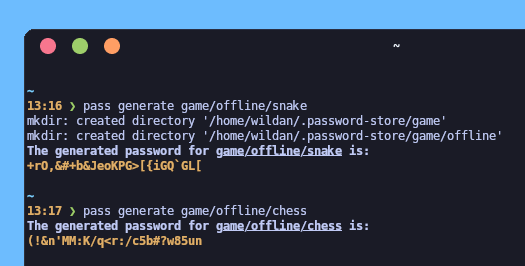 ~
~
13:16 ❯ pass generate game/offline/snake
mkdir: created directory '/home/wildan/.password-store/game'
mkdir: created directory '/home/wildan/.password-store/game/offline'
The generated password for game/offline/snake is:
+rO,&#+b&JeoKPG>[{iGQ`GL[
~
13:17 ❯ pass generate game/offline/chess
The generated password for game/offline/chess is:
(!&n'MM:K/q<r:/c5b#?w85un